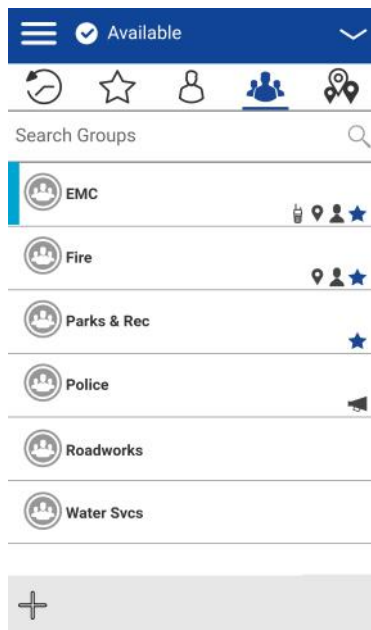 Available
Search Groups
EMC
Fire
Parks & Rec
Police
Roadworks
Water Svcs